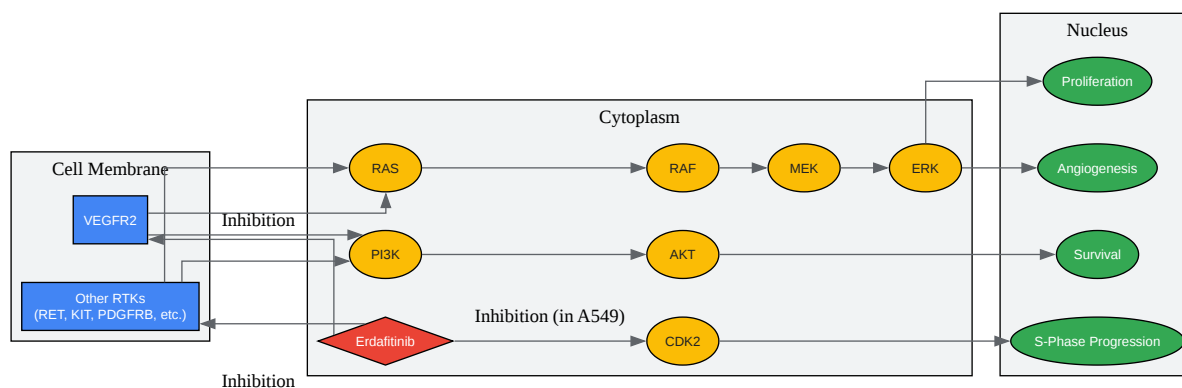 Nucleus
Proliferation
Cytoplasm
Cell Membrane
RAS
RAF
MEK
ERK
Angiogenesis
VEGFR2
Inhibition
PI3K
AKT
Survival
Other RTKs
(RET, KIT, PDGFRB, etc.)
Inhibition (in A549)
Erdafitinib
CDK2
S-Phase Progression
Inhibition